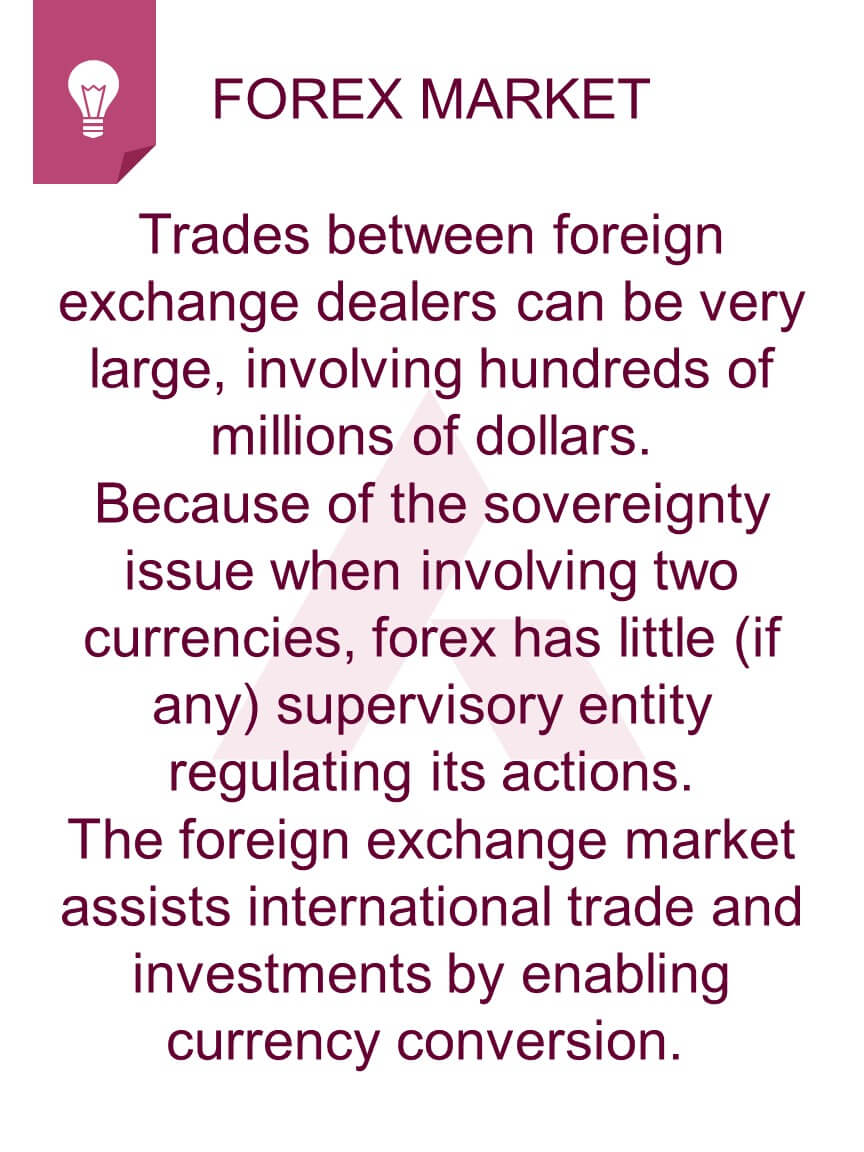 FOREX MARKET
Trades between foreign
exchange dealers can be very
large, involving hundreds of
millions of dollars.
Because of the sovereignty
issue when involving two
currencies, forex has little (if
any) supervisory entity
regulating its actions.
The foreign exchange market
assists international trade and
investments by enabling
currency conversion.